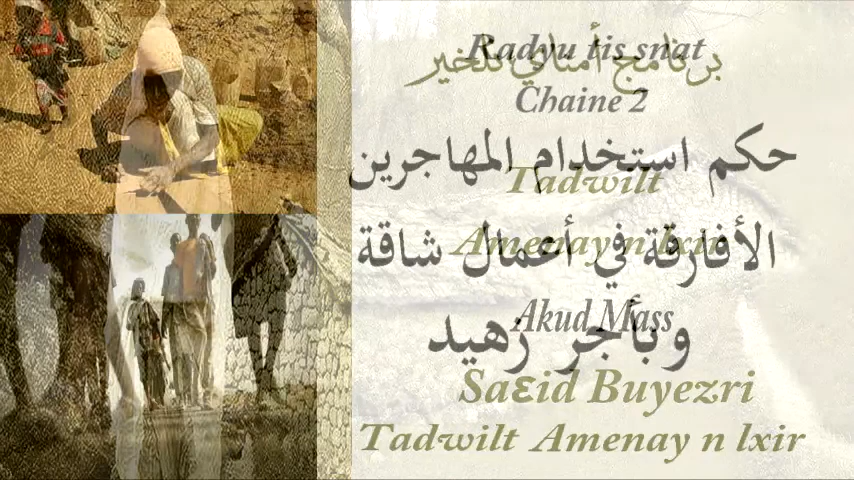 Radyu tis snat
برنامج أمناي للخير
Chaine 2
حكم استخدام المهاجرين
Tadwilt
الأفارقة في أعمال شاقة
Amenay n lxir
Akud Mass
وبأجر زهيد
Saɛid Buyezri
Tadwilt Amenay n lxir